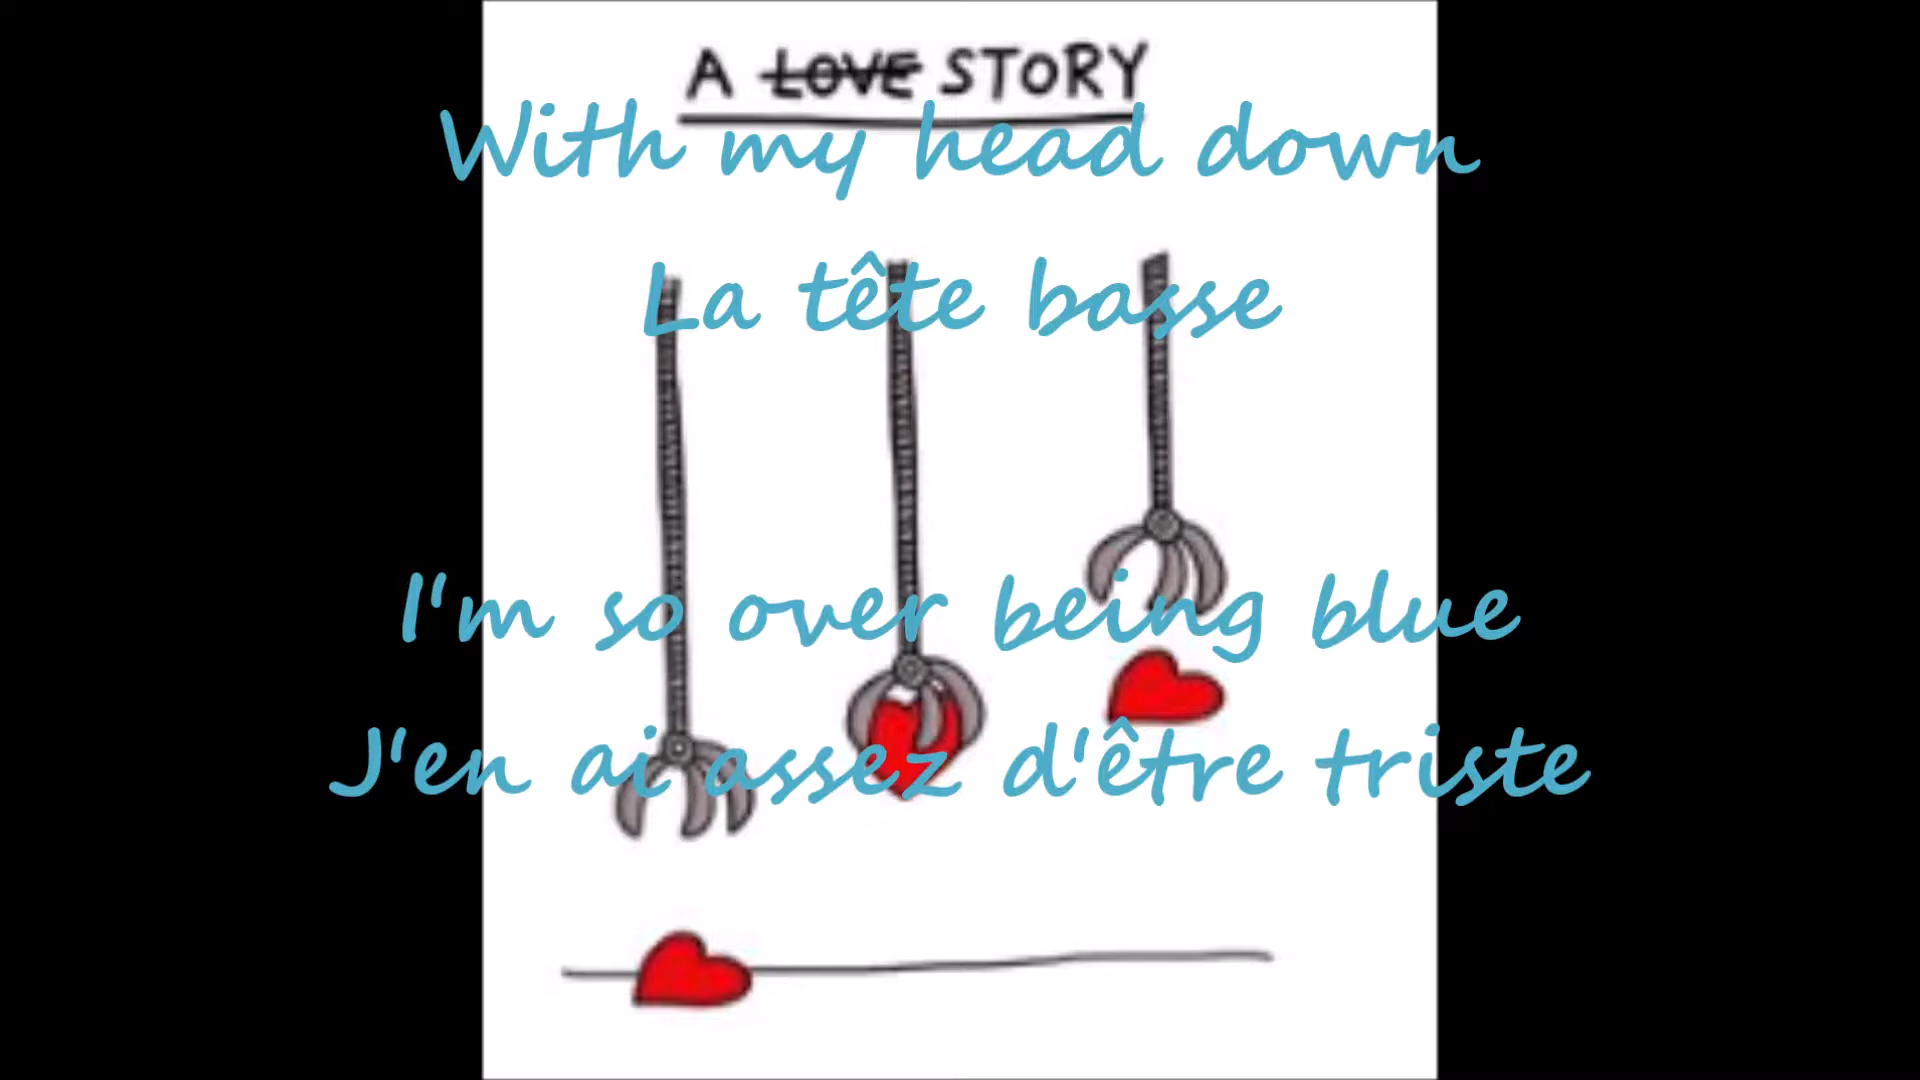 A LOVE STORY
With my head down
La tête basse
I'm so over being blue
J'en ai assez d'être triste